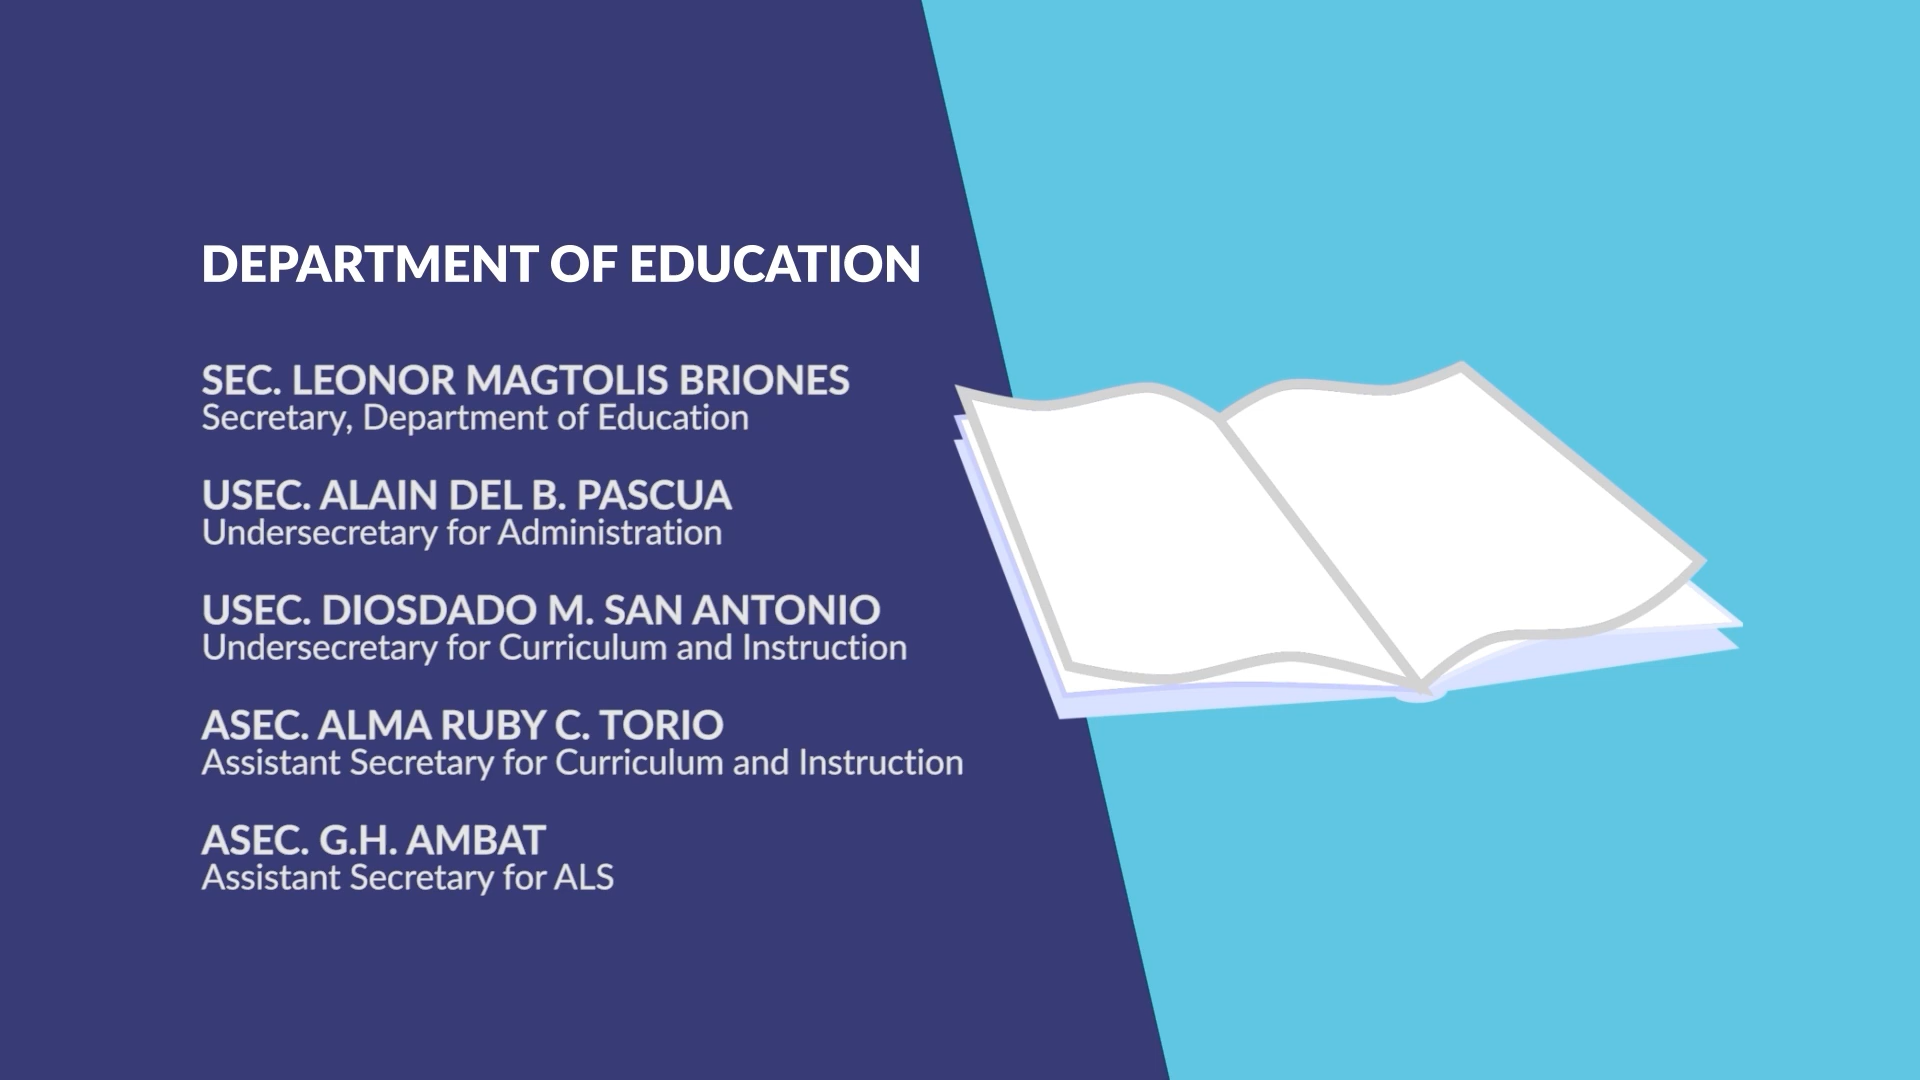 DEPARTMENT OF EDUCATION
SEC. LEONOR MAGTOLIS BRIONES
Secretary, Department of Education
USEC. ALAIN DEL B. PASCUA
Undersecretary for Administration
USEC. DIOSDADO M. SAN ANTONIO
Undersecretary for Curriculum and Instruction
ASEC. ALMA RUBY C. TORIO
Assistant Secretary for Curriculum and Instruction
ASEC. G.H. AMBAT
Assistant Secretary for ALS